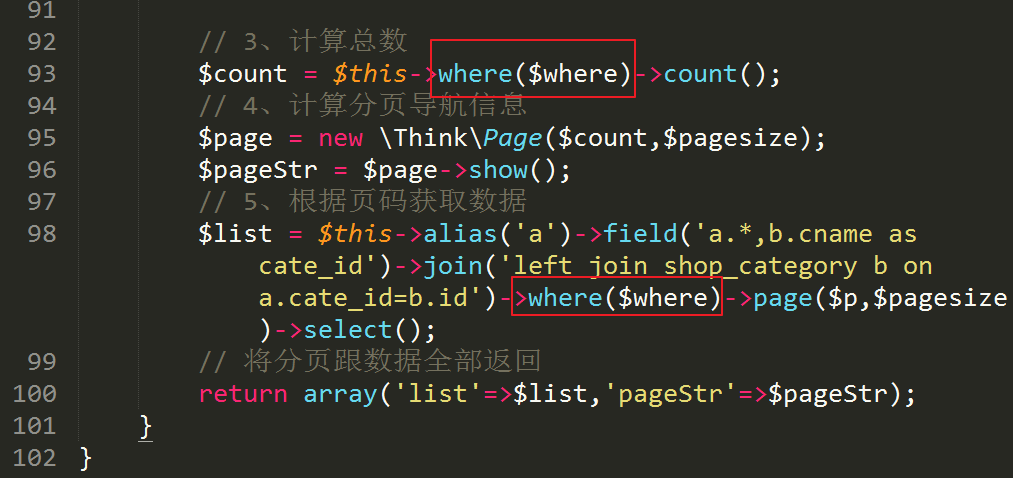 91
92 // 3、计算总数
93 $count = $this->where($where)->count();
94 // 4、计算分页导航信息
95 $page = new \Think\Page($count,$pagesize);
96 $pageStr = $page->show();
97 // 5、根据页码获取数据
98 $list = $this->alias('a')->field('a.*,b.cname as
cate_id')->join('left join shop_category b on
a.cate_id=b.id')->where($where)->page($p,$pagesize
)->select();
99 // 将分页跟数据全部返回
100 return array('list'=>$list,'pageStr'=>$pageStr);
101 }
102 }